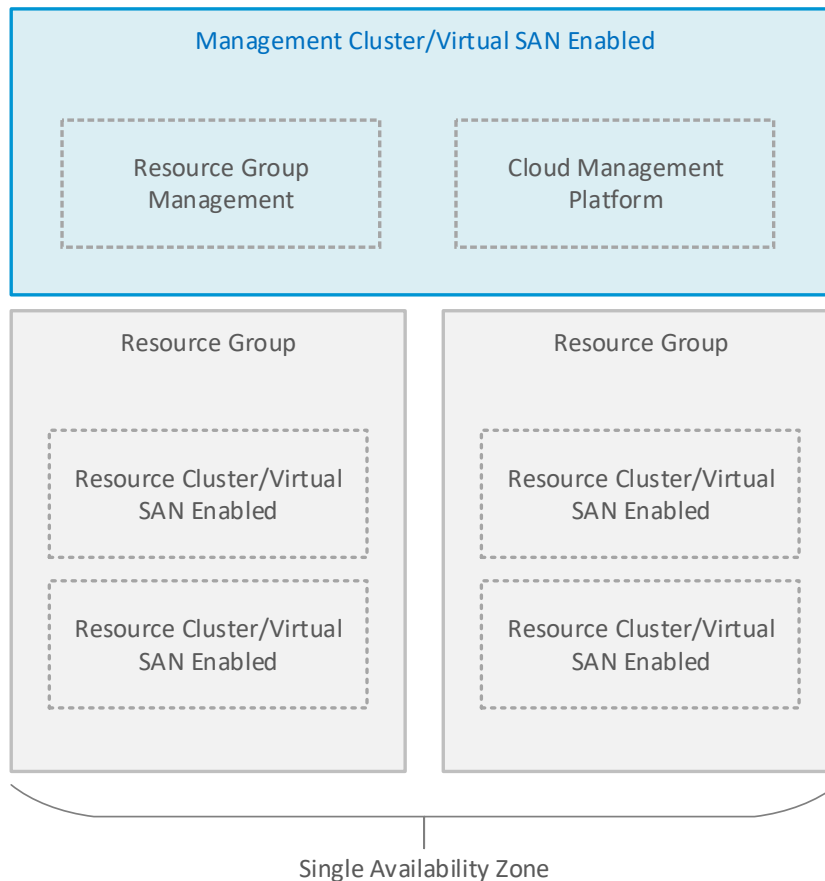 Management Cluster/Virtual SAN Enabled
Resource Group
Management
Cloud Management
Platform
Resource Group
Resource Cluster/Virtual
SAN Enabled
Resource Cluster/Virtual
SAN Enabled
Resource Group
Resource Cluster/Virtual
SAN Enabled
Resource Cluster/Virtual
SAN Enabled
Single Availability Zone